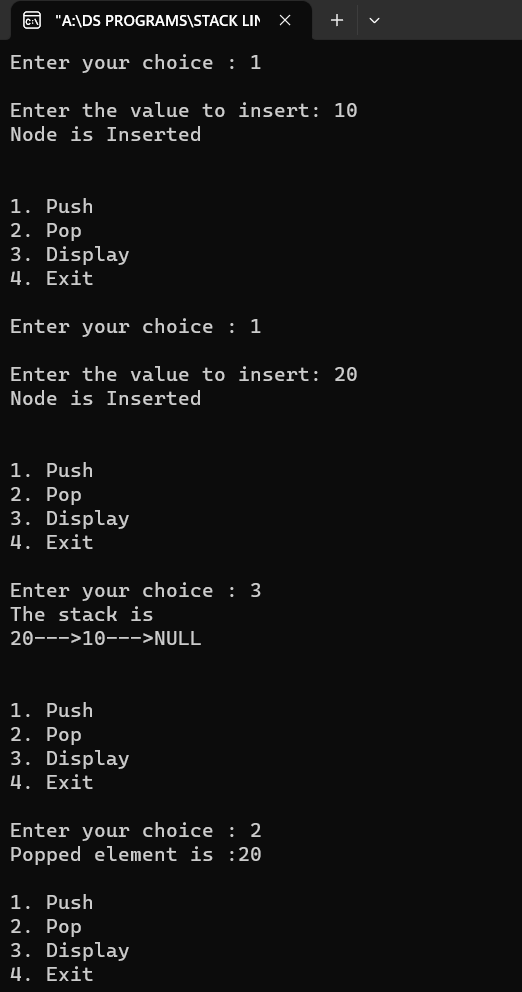 "A:\DS PROGRAMS\STACK LIN
Enter your choice : 1
Enter the value to insert: 10
Node is Inserted
1. Push
2. Pop
3. Display
4. Exit
Enter your choice : 1
Enter the value to insert: 20
Node is Inserted
1. Push
2. Pop
3. Display
4. Exit
Enter your choice : 3
The stack is
20--->10--->NULL
1. Push
2. Pop
3. Display
4. Exit
Enter your choice : 2
Popped element is :20
1. Push
2. Pop
3. Display
4. Exit